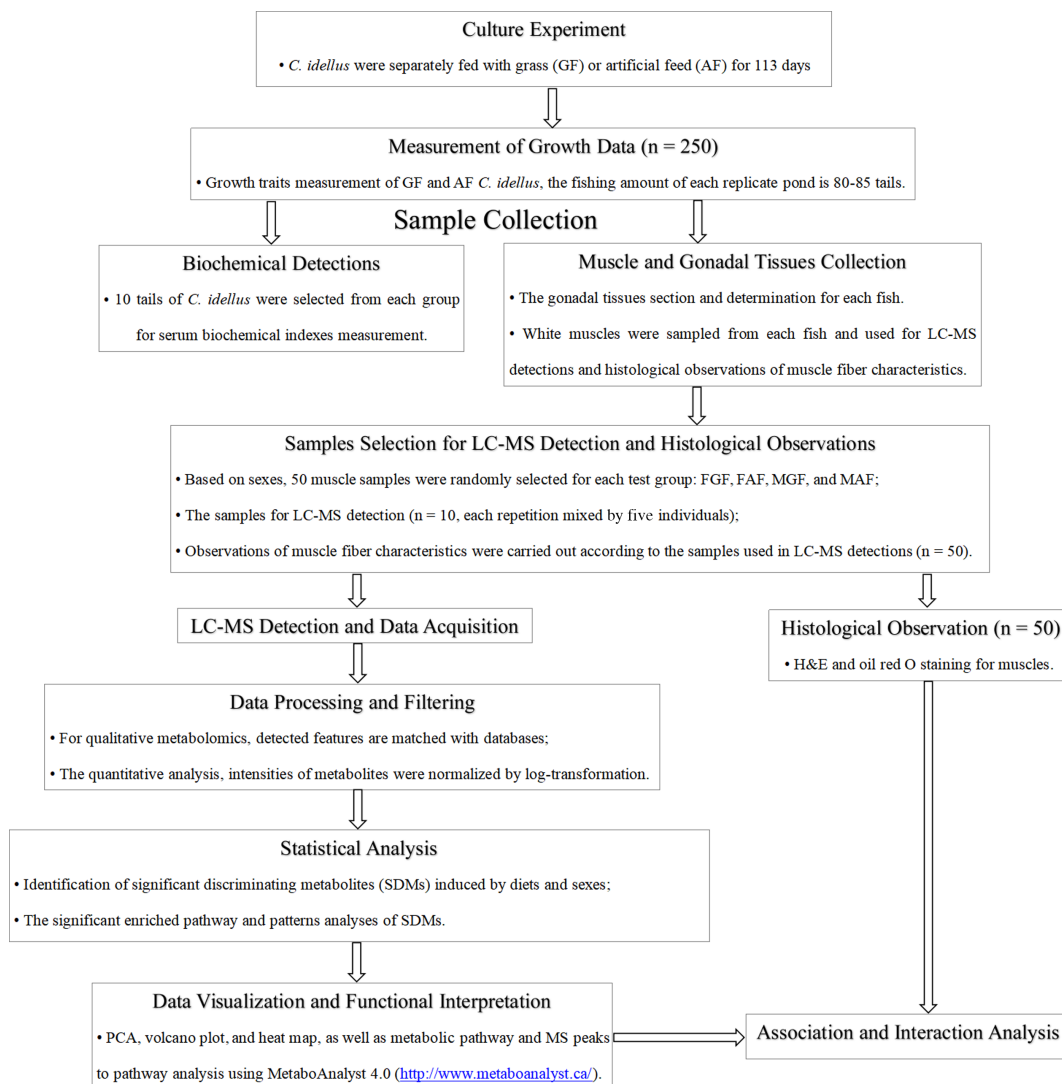 Culture Experiment
• C. idellus were separately fed with grass (GF) or artificial feed (AF) for 113 days
Measurement of Growth Data (n = 250)
• Growth traits measurement of GF and AF C. idellus, the fishing amount of each replicate pond is 80-85 tails.
Sample Collection
Biochemical Detections
• 10 tails of C. idellus were selected from each group
for serum biochemical indexes measurement.
Muscle and Gonadal Tissues Collection
• The gonadal tissues section and determination for each fish.
• White muscles were sampled from each fish and used for LC-MS
detections and histological observations of muscle fiber characteristics.
Samples Selection for LC-MS Detection and Histological Observations
• Based on sexes, 50 muscle samples were randomly selected for each test group: FGF, FAF, MGF, and MAF;
• The samples for LC-MS detection (n = 10, each repetition mixed by five individuals);
• Observations of muscle fiber characteristics were carried out according to the samples used in LC-MS detections (n = 50).
LC-MS Detection and Data Acquisition
Histological Observation (n = 50)
• H&E and oil red O staining for muscles.
Data Processing and Filtering
• For qualitative metabolomics, detected features are matched with databases;
• The quantitative analysis, intensities of metabolites were normalized by log-transformation.
Statistical Analysis
• Identification of significant discriminating metabolites (SDMs) induced by diets and sexes;
• The significant enriched pathway and patterns analyses of SDMs.
Data Visualization and Functional Interpretation
• PCA, volcano plot, and heat map, as well as metabolic pathway and MS peaks
to pathway analysis using MetaboAnalyst 4.0 (http://www.metaboanalyst.ca/).
Association and Interaction Analysis